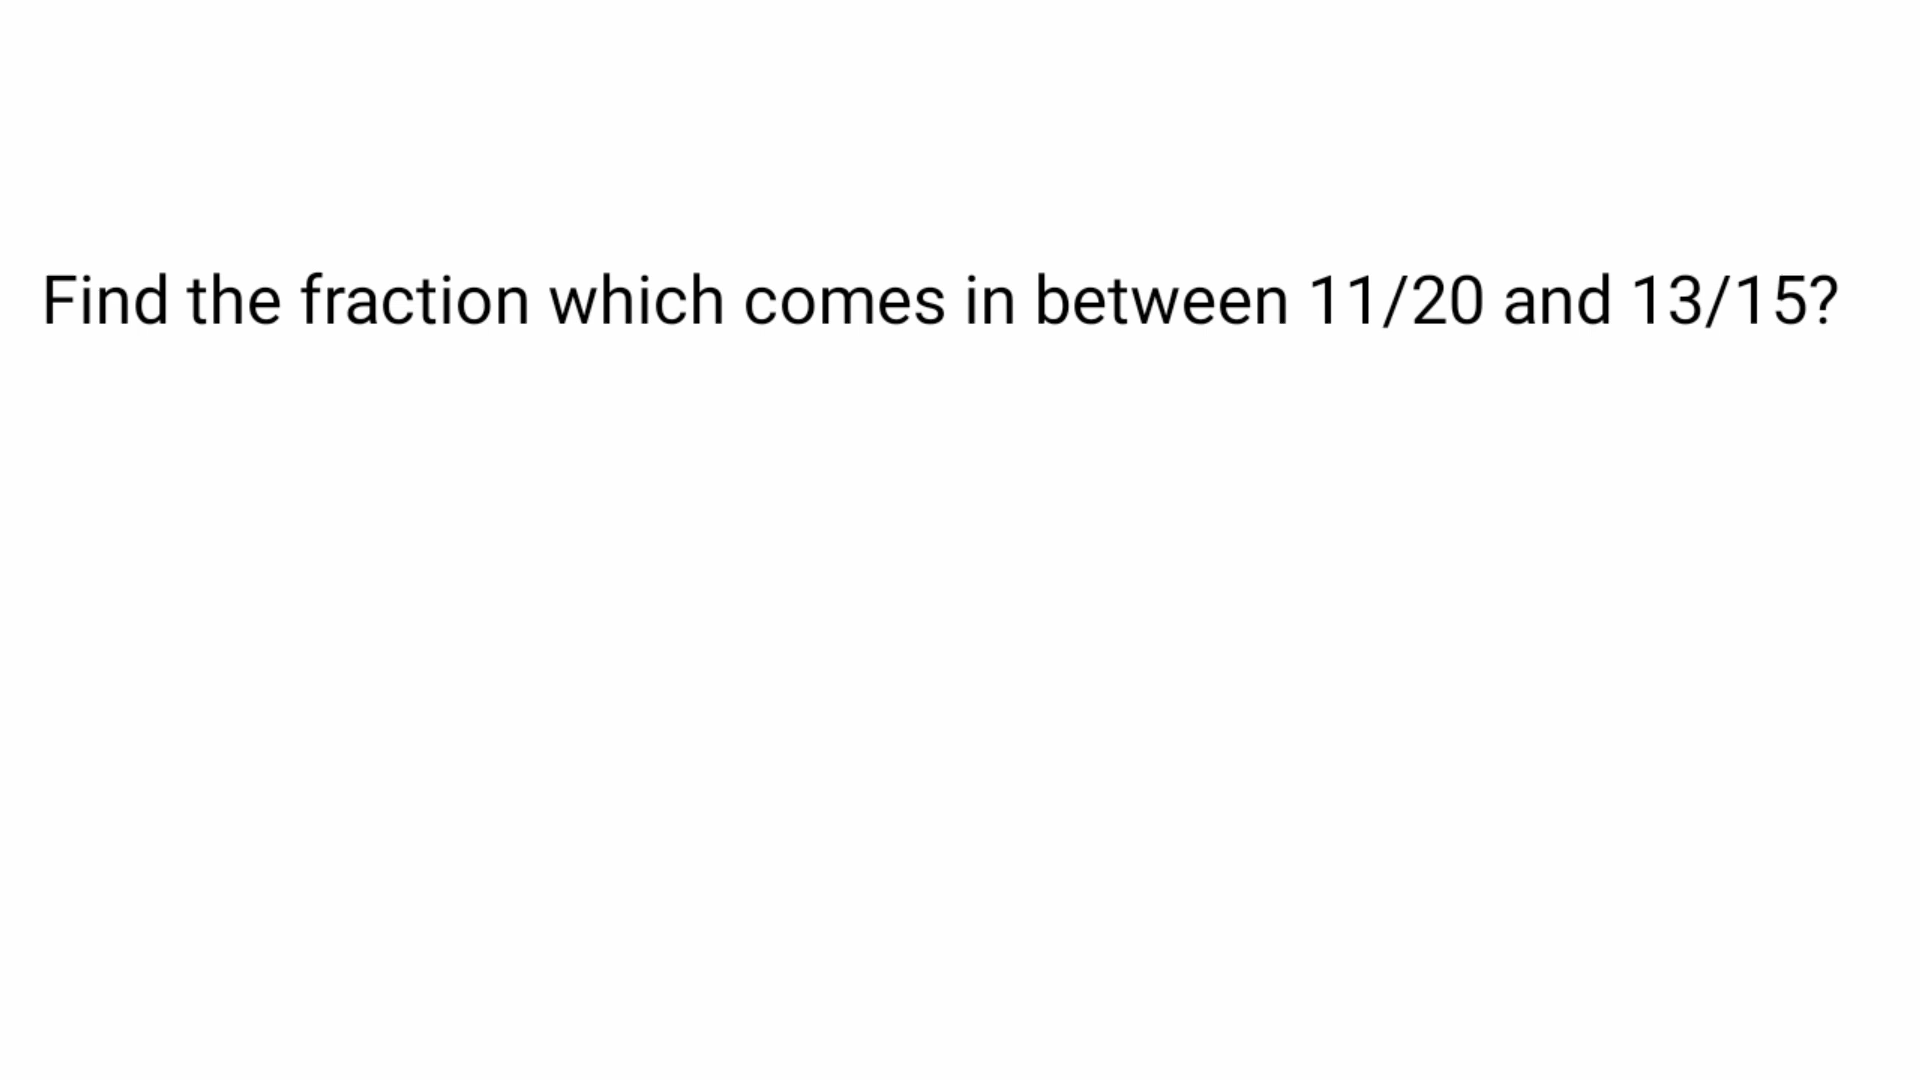 Find the fraction which comes in between 11/20 and 13/15?